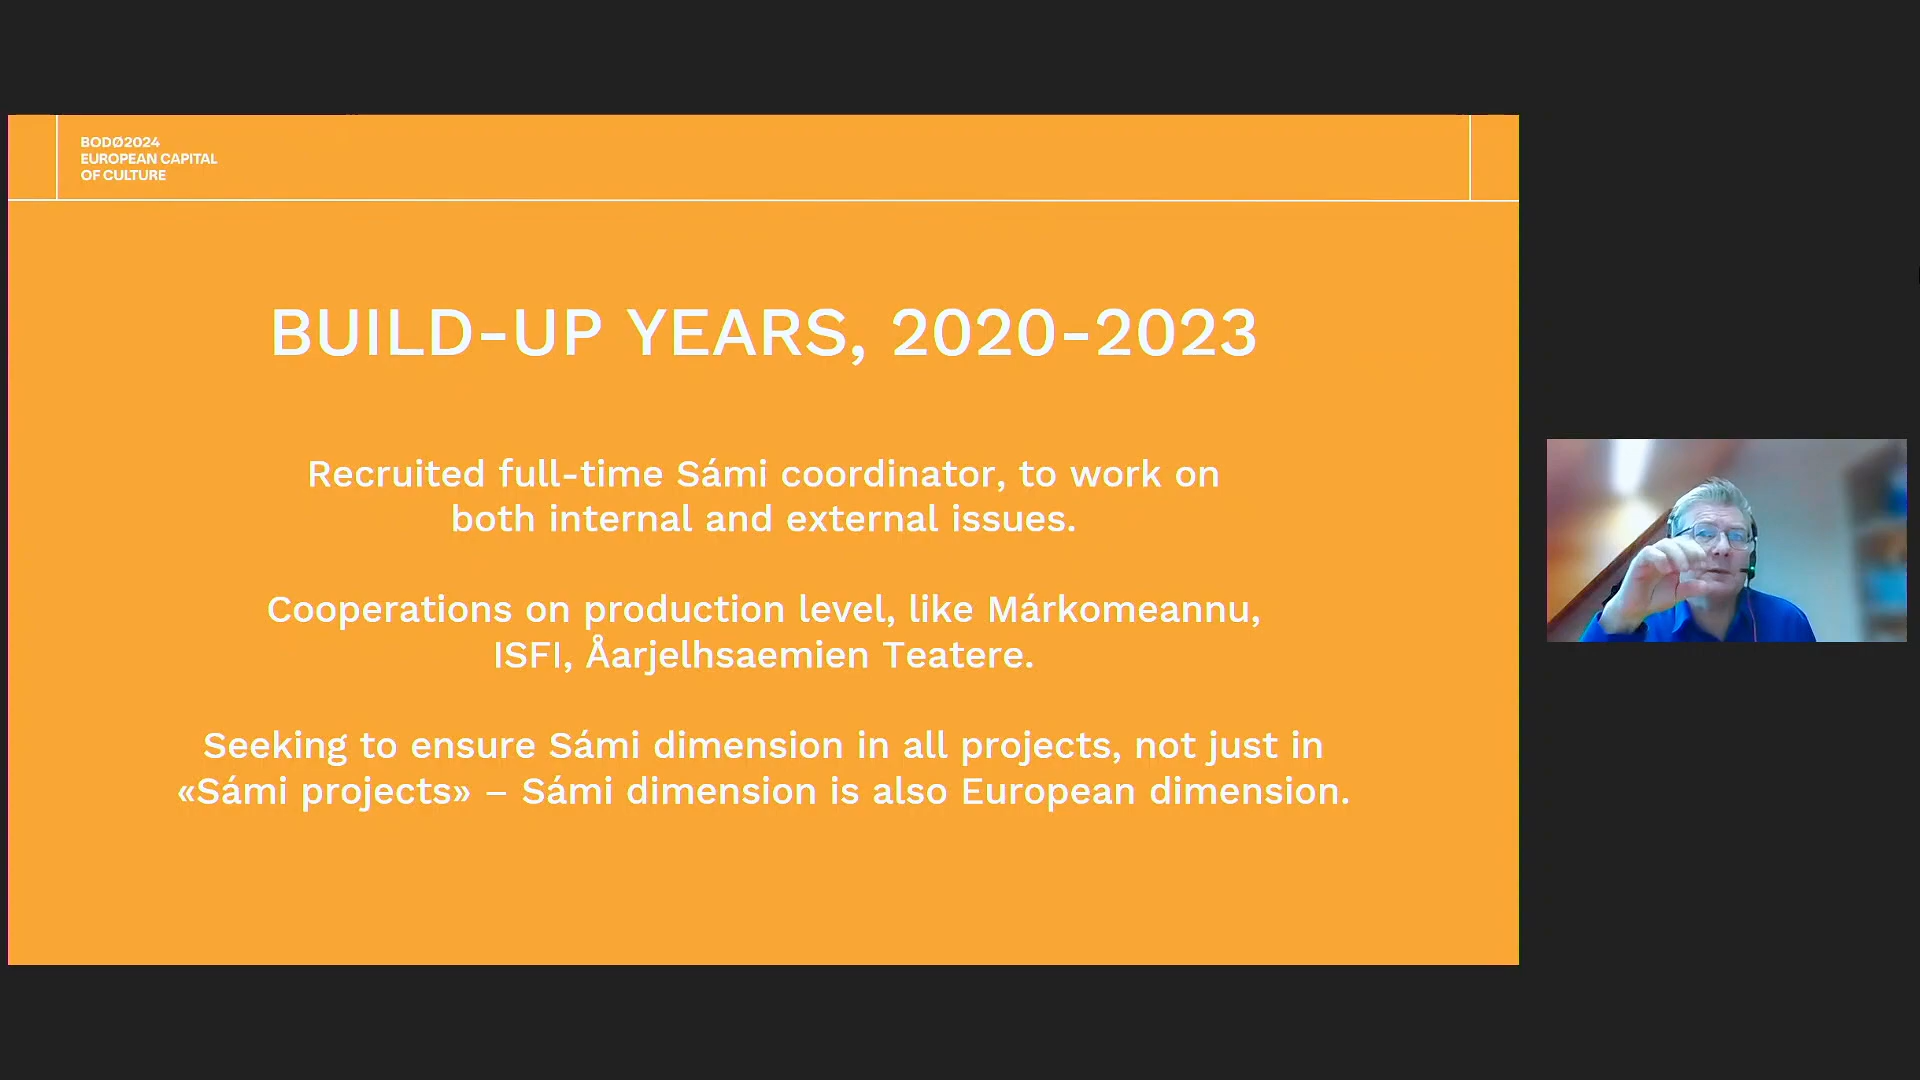 BODØ2024
EUROPEAN CAPITAL
OF CULTURE
BUILD-UP YEARS, 2020-2023
Recruited full-time Sámi coordinator, to work on
both internal and external issues.
Cooperations on production level, like Márkomeannu,
ISFI, Åarjelhsaemien Teatere.
Seeking to ensure Sámi dimension in all projects, not just in
«Sámi projects» – Sámi dimension is also European dimension.